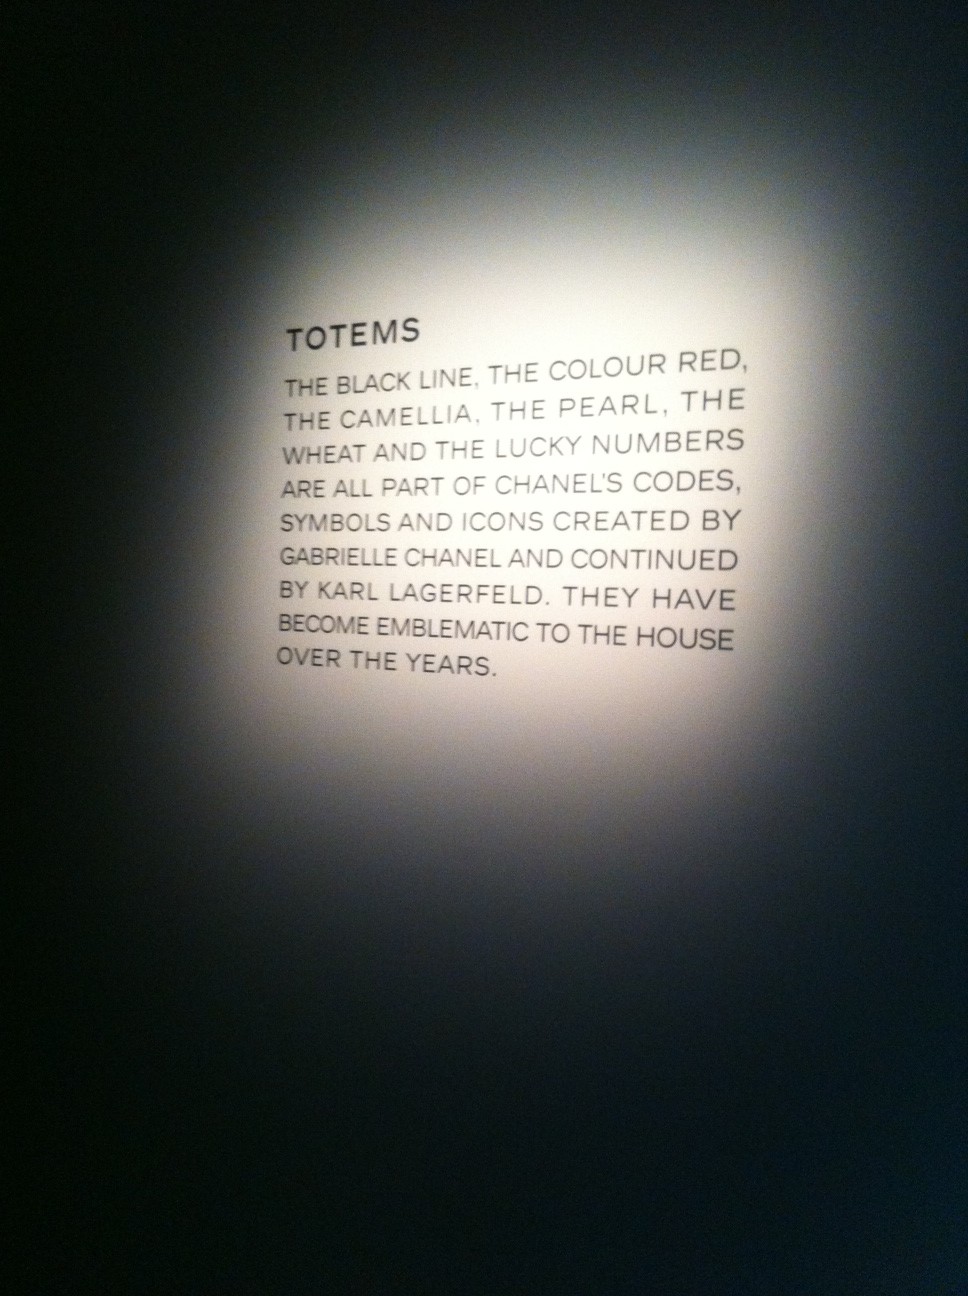 TOTEMS
THE BLACK LINE, THE COLOUR RED,
THE CAMELLIA, THE PEARL, THE
WHEAT AND THE LUCKY NUMBERS
ARE ALL PART OF CHANEL'S CODES,
SYMBOLS AND ICONS CREATED BY
GABRIELLE CHANEL AND CONTINUED
BY KARL LAGERFELD. THEY HAVE
BECOME EMBLEMATIC TO THE HOUSE
OVER THE YEARS.